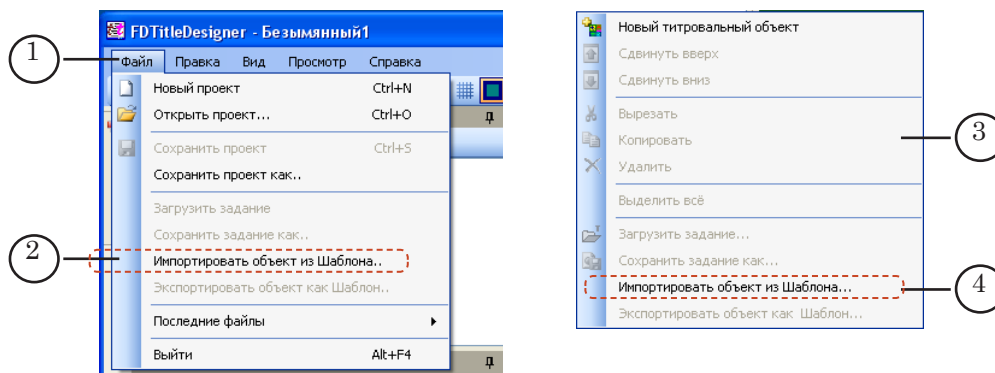 FDTitleDesigner - Безымянный1
1
Файл Правка Вид Просмотр Справка
Новый проект Ctrl+N
Открыть проект... Ctrl+O
Сохранить проект Ctrl+S
Сохранить проект как..
Загрузить задание
Сохранить задание как..
2
Импортировать объект из Шаблона..
Экспортировать объект как Шаблон..
Последние файлы
Выйти Alt+F4
Новый титровальный объект
Сдвинуть вверх
Сдвинуть вниз
Вырезать
3
Копировать
Удалить
Выделить всё
Загрузить задание...
Сохранить задание как...
Импортировать объект из Шаблона...
4
Экспортировать объект как Шаблон...